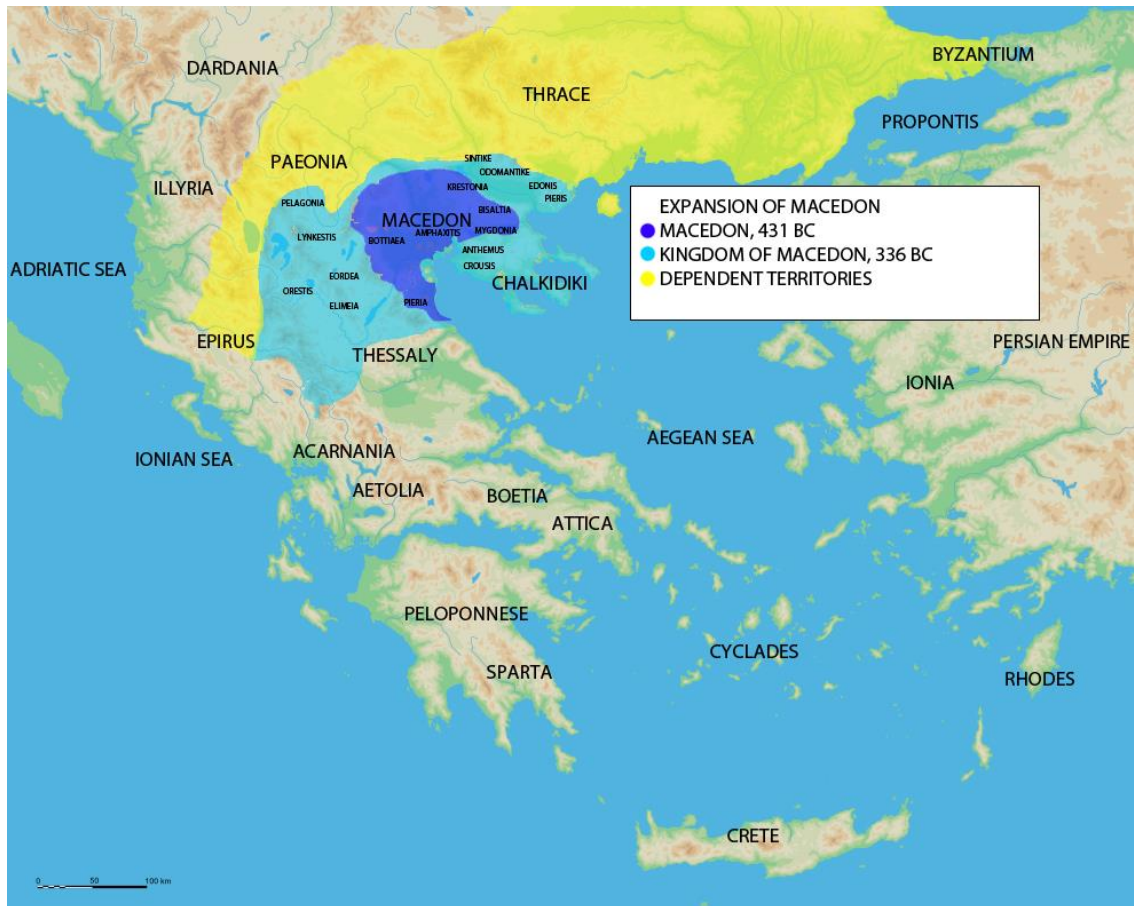 BYZANTIUM
DARDANIA
THRACE
PROPONTIS
SINTIKE
PAEONIA
ODOMANTIKE
ILLYRIA
KRESTONIA
EDONIS
PIERIS
PELAGONIA
BISALTIA
MACEDON
AMPHAXITIS
MYGDONIA
LYNKESTIS
BOTTIAEA
ANTHEMUS
CROUSIS
ADRIATIC SEA
EORDEA
CHALKIDIKI
ORESTIS
ELIMEIA
PIERIA
EXPANSION OF MACEDON
MACEDON, 431 BC
KINGDOM OF MACEDON, 336 BC
DEPENDENT TERRITORIES
EPIRUS
THESSALY
PERSIAN EMPIRE
IONIA
AEGEAN SEA
IONIAN SEA
ACARNANIA
AETOLIA
BOETIA
ATTICA
PELOPONNESE
CYCLADES
SPARTA
RHODES
CRETE
0 50 100 km